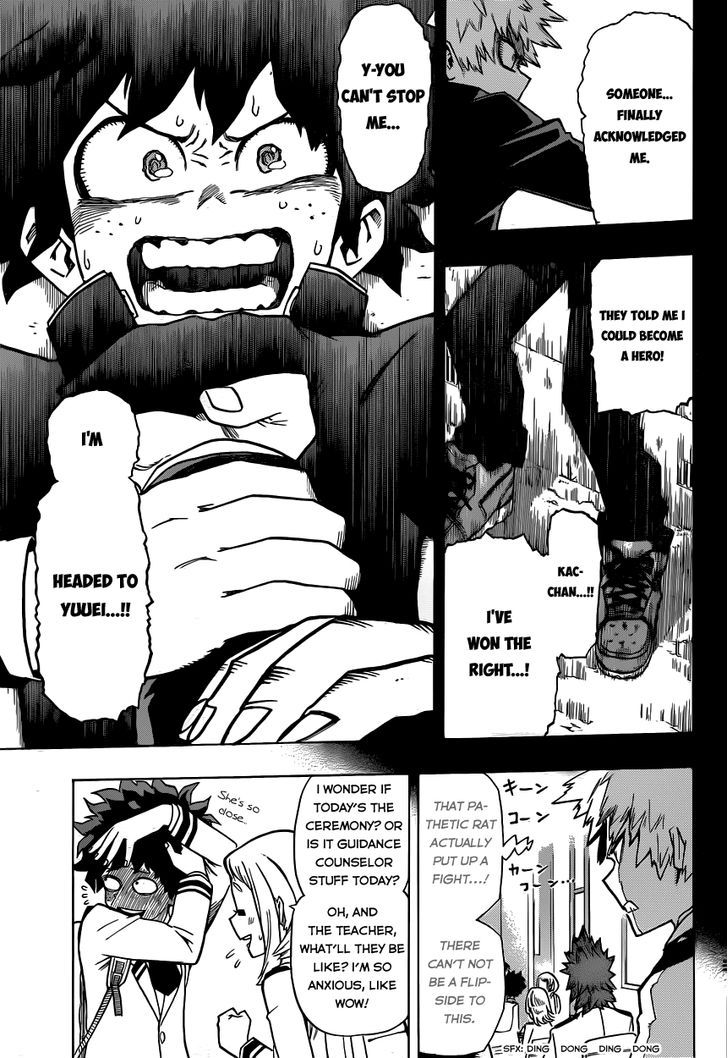 SOMEONE...
FINALLY
ACKNOWLEDGED
ME.
THEY TOLD ME I
COULD BECOME
A HERO!
KAC-
CHAN...!!
I'VE
WON THE
RIGHT...!
Y-YOU
CAN'T STOP
ME...
I'M
HEADED TO
YUUEI...!!
キーン
コーン
カーン
コーン...
THAT PA-
THETIC RAT
ACTUALLY
PUT UP A
FIGHT...!
THERE
CAN'T NOT
BE A FLIP-
SIDE TO
THIS.
SFX: DING DONG DING DONG
I WONDER IF
TODAY'S THE
CEREMONY? OR
IS IT GUIDANCE
COUNSELOR
STUFF TODAY?
OH, AND
THE TEACHER,
WHAT'LL THEY BE
LIKE? I'M SO
ANXIOUS, LIKE
WOW!
She's so
close..